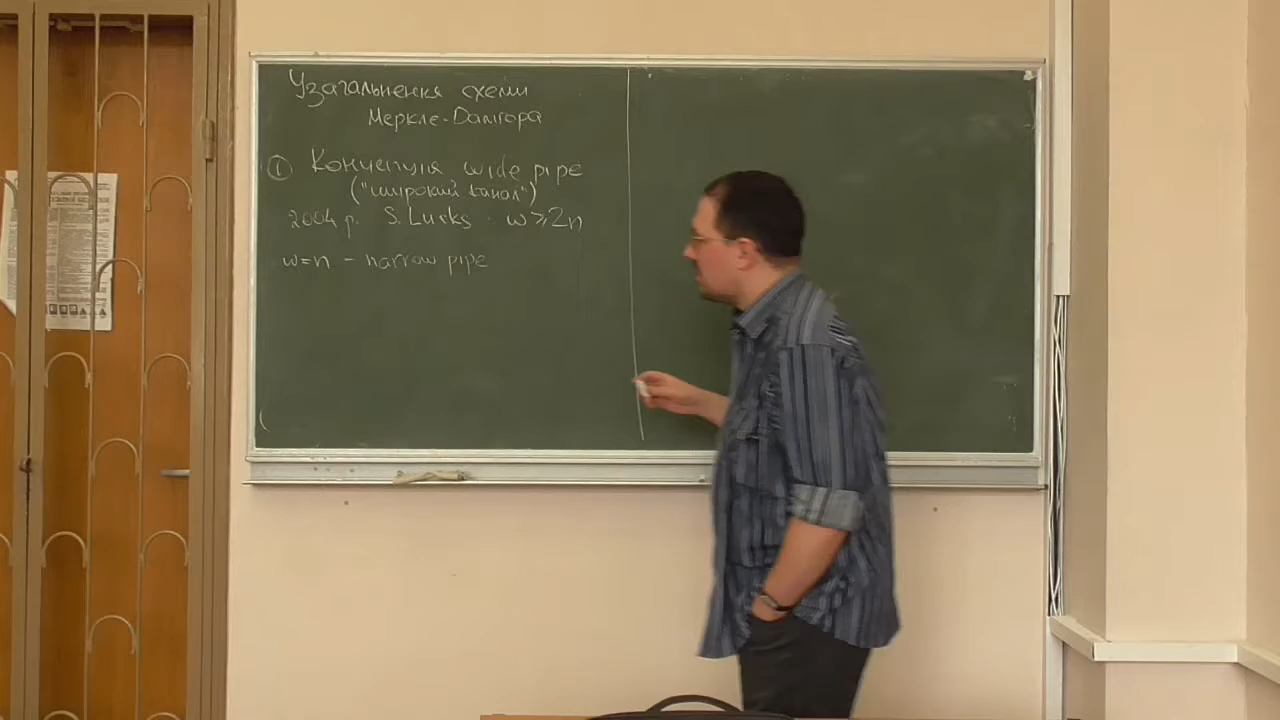 Узагальнення схеми
Меркле-Дамгора
① Концепція wide pipe
("широкий канал")
2004 р. S. Lucks. w ≥ 2n
w=n - narrow pipe